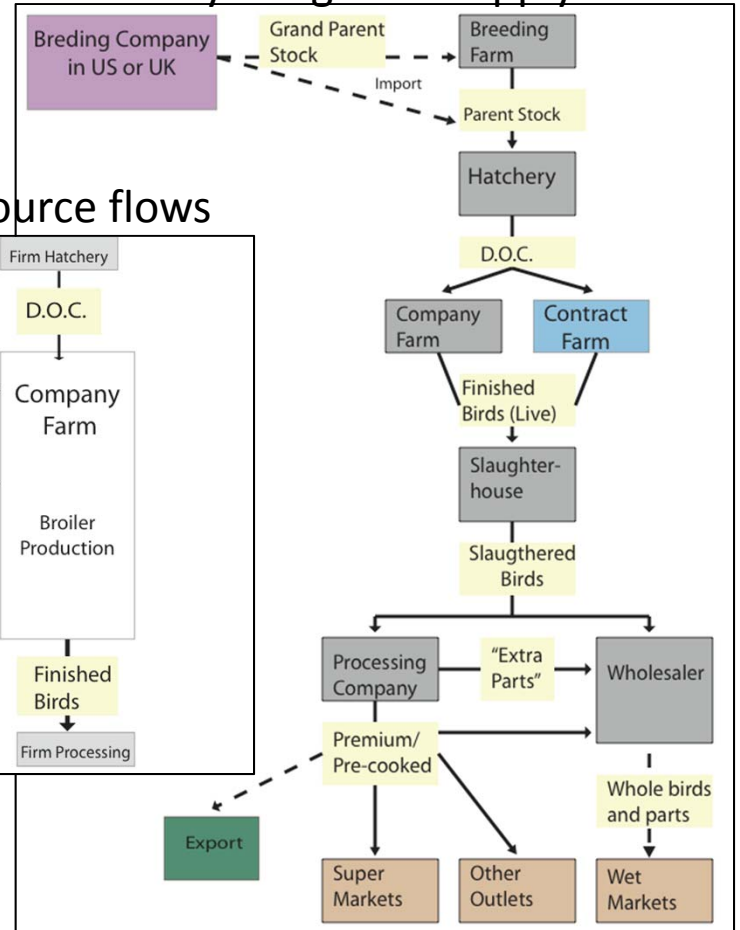 Breding Company
in US or UK
Grand Parent
Stock
Import
Breeding
Farm
Parent Stock
Hatchery
D.O.C.
Company
Farm
Contract
Farm
Finished
Birds (Live)
Slaughter-
house
Slaugthered
Birds
Processing
Company
"Extra
Parts"
Wholesaler
Premium/
Pre-cooked
Whole birds
and parts
Export
Super
Markets
Other
Outlets
Wet
Markets
flows
Firm Hatchery
D.O.C.
Company
Farm
Broiler
Production
Finished
Birds
Firm Processing